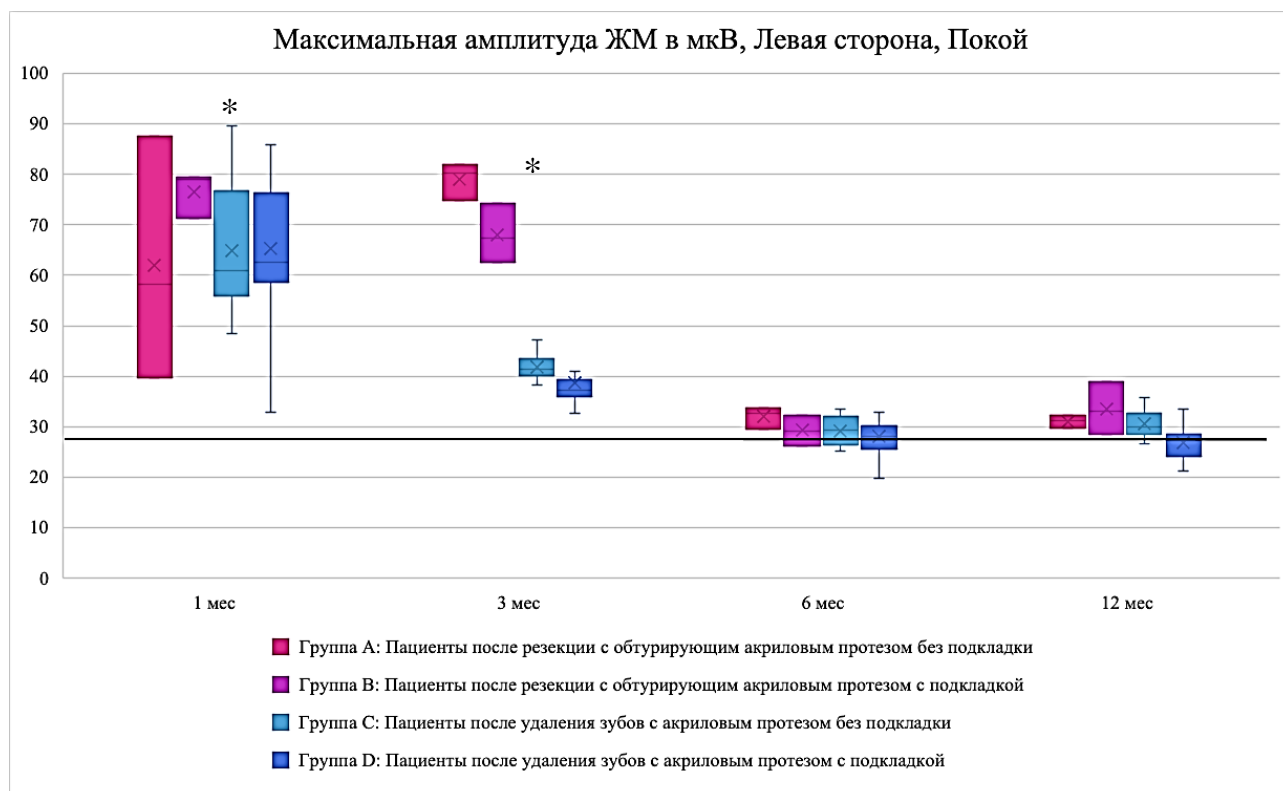 Максимальная амплитуда ЖМ в мкВ, Левая сторона, Покой
100
90
80
70
60
50
40
30
20
10
0
*
*
1 мес
3 мес
6 мес
12 мес
Группа A: Пациенты после резекции с обтурирующим акриловым протезом без подкладки
Группа B: Пациенты после резекции с обтурирующим акриловым протезом с подкладкой
Группа C: Пациенты после удаления зубов с акриловым протезом без подкладки
Группа D: Пациенты после удаления зубов с акриловым протезом с подкладкой